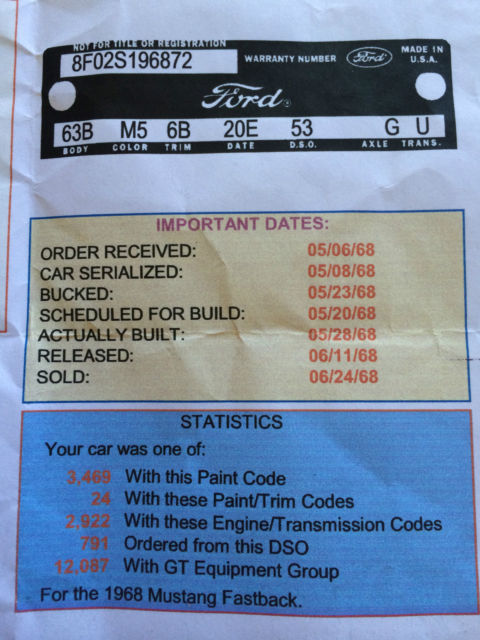 NOT FOR TITLE OR REGISTRATION
8F02S196872 WARRANTY NUMBER Ford MADE IN U.S.A.
Ford®
63B M5 6B 20E 53 G U
BODY COLOR TRIM DATE D.S.O. AXLE TRANS.
IMPORTANT DATES:
ORDER RECEIVED: 05/06/68
CAR SERIALIZED: 05/08/68
BUCKED: 05/23/68
SCHEDULED FOR BUILD: 05/20/68
ACTUALLY BUILT: 05/28/68
RELEASED: 06/11/68
SOLD: 06/24/68
STATISTICS
Your car was one of:
3,469 With this Paint Code
24 With these Paint/Trim Codes
2,922 With these Engine/Transmission Codes
791 Ordered from this DSO
12,087 With GT Equipment Group
For the 1968 Mustang Fastback.